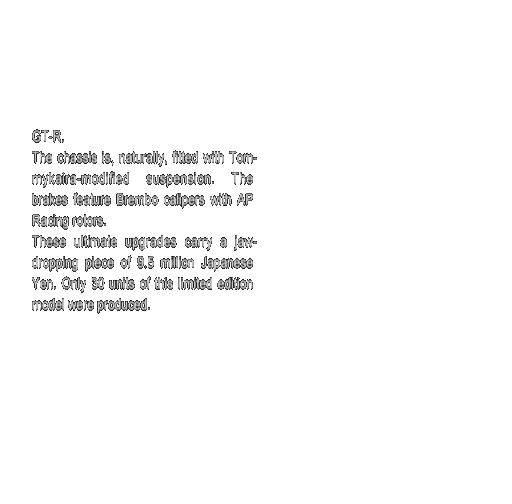 GT-R.
The chassis is, naturally, fitted with Tom-
mykaira-modified suspension. The
brakes feature Brembo calipers with AP
Racing rotors.
These ultimate upgrades carry a jaw-
dropping piece of 9.5 million Japanese
Yen. Only 30 units of this limited edition
model were produced.